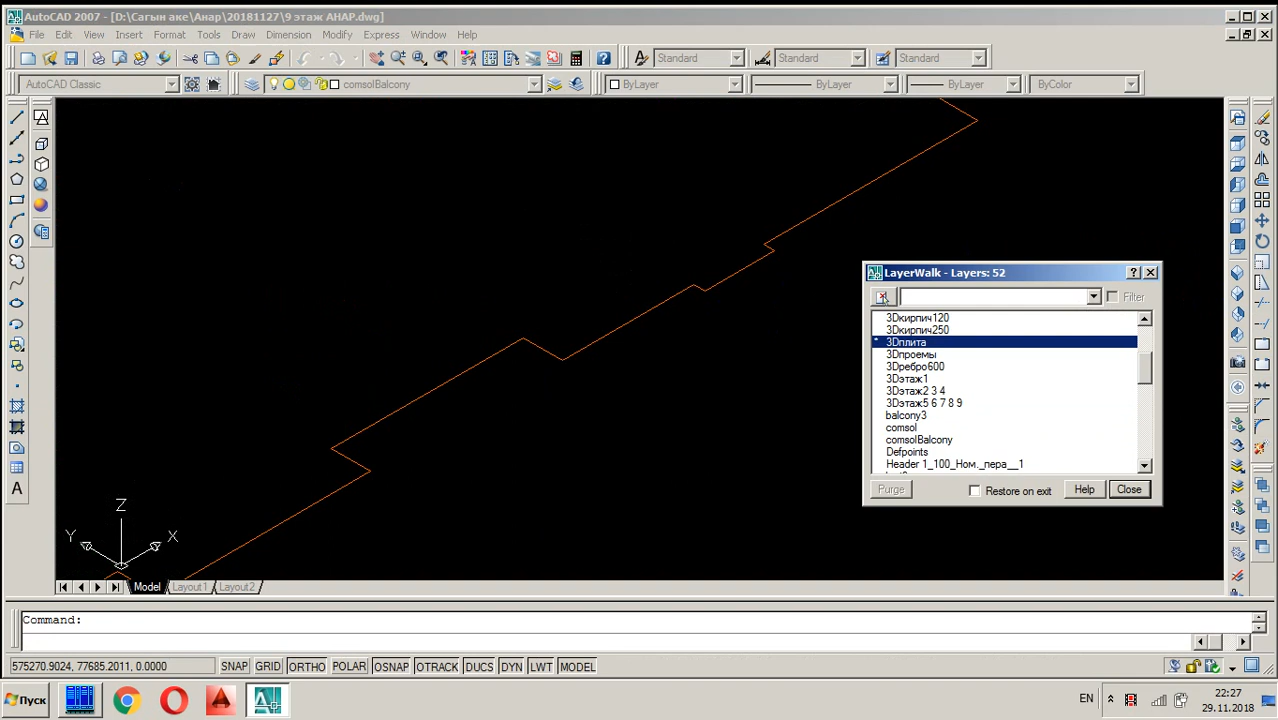 AutoCAD 2007 - [D:\Сагын аке\Анар\20181127\9 этаж АНАР.dwg]
File Edit View Insert Format Tools Draw Dimension Modify Express Window Help
Standard Standard Standard
AutoCAD Classic comsolBalcony ByLayer ByLayer ByLayer ByColor
LayerWalk - Layers: 52
Filter
3Dкирпич120
3Dкирпич250
* 3Dплита
3Dпроемы
3Dребро600
3Dэтаж1
3Dэтаж2 3 4
3Dэтаж5 6 7 8 9
balcony3
comsol
comsolBalcony
Defpoints
Header 1_100_Ном._пера__1
Purge Restore on exit Help Close
A
Z
Y X
Model Layout1 Layout2
Command:
575270.9024, 77685.2011, 0.0000 SNAP GRID ORTHO POLAR OSNAP OTRACK DUCS DYN LWT MODEL
Пуск EN 22:27
29.11.2018